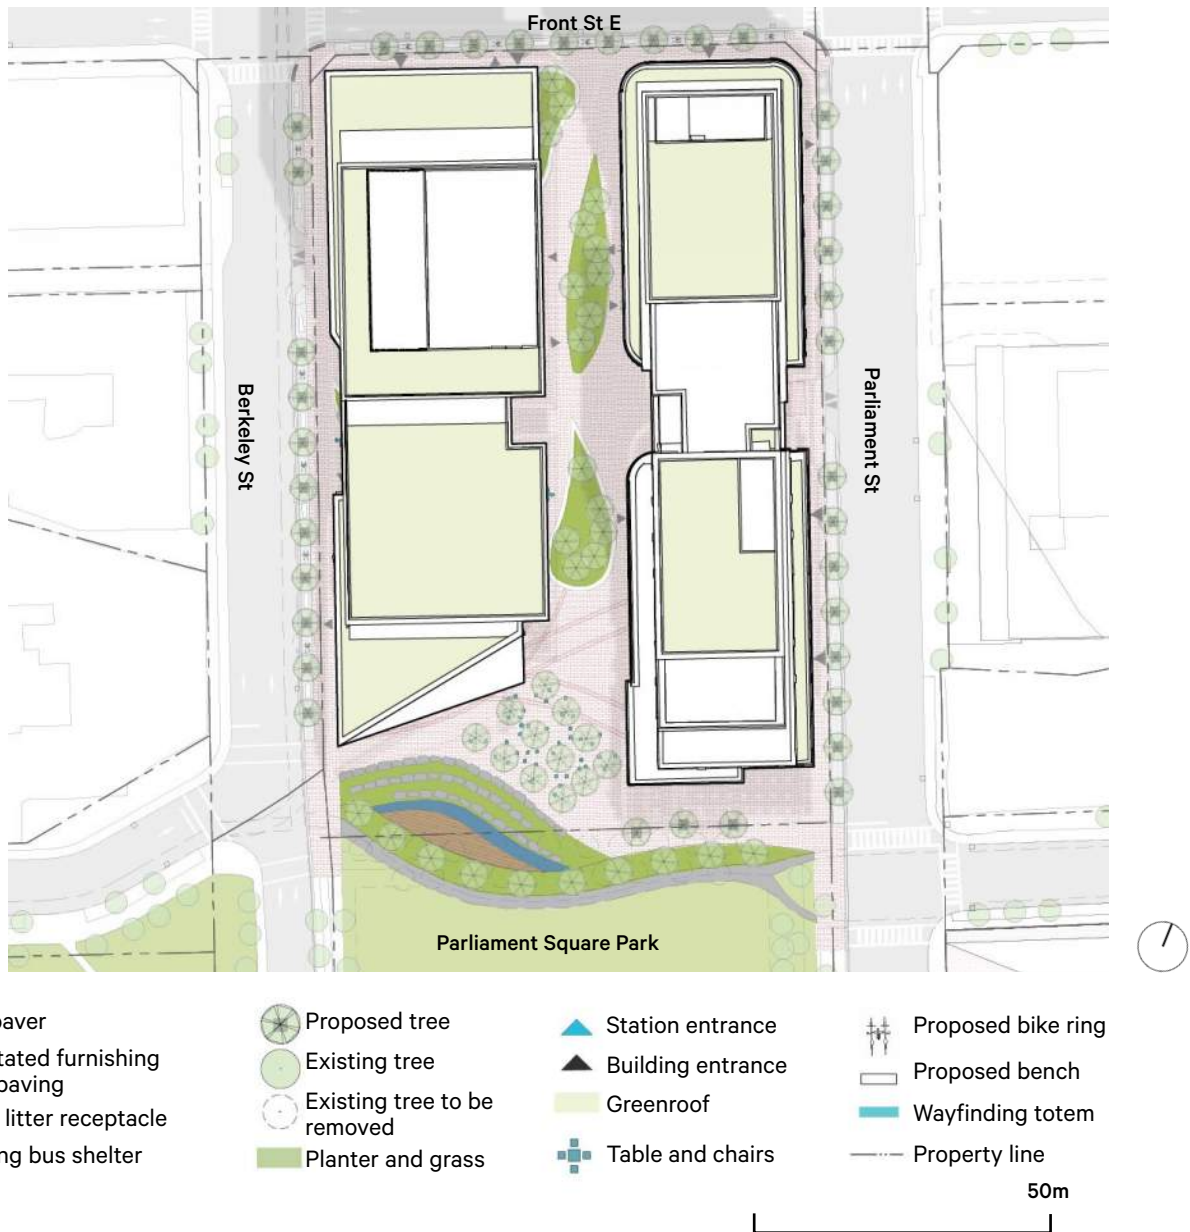 Front St E
Berkeley St
Parliament St
Parliament Square Park
aver
tated furnishing
paving
litter receptacle
ng bus shelter
Proposed tree
Existing tree
Existing tree to be
removed
Planter and grass
Station entrance
Building entrance
Greenroof
Table and chairs
Proposed bike ring
Proposed bench
Wayfinding totem
Property line
50m